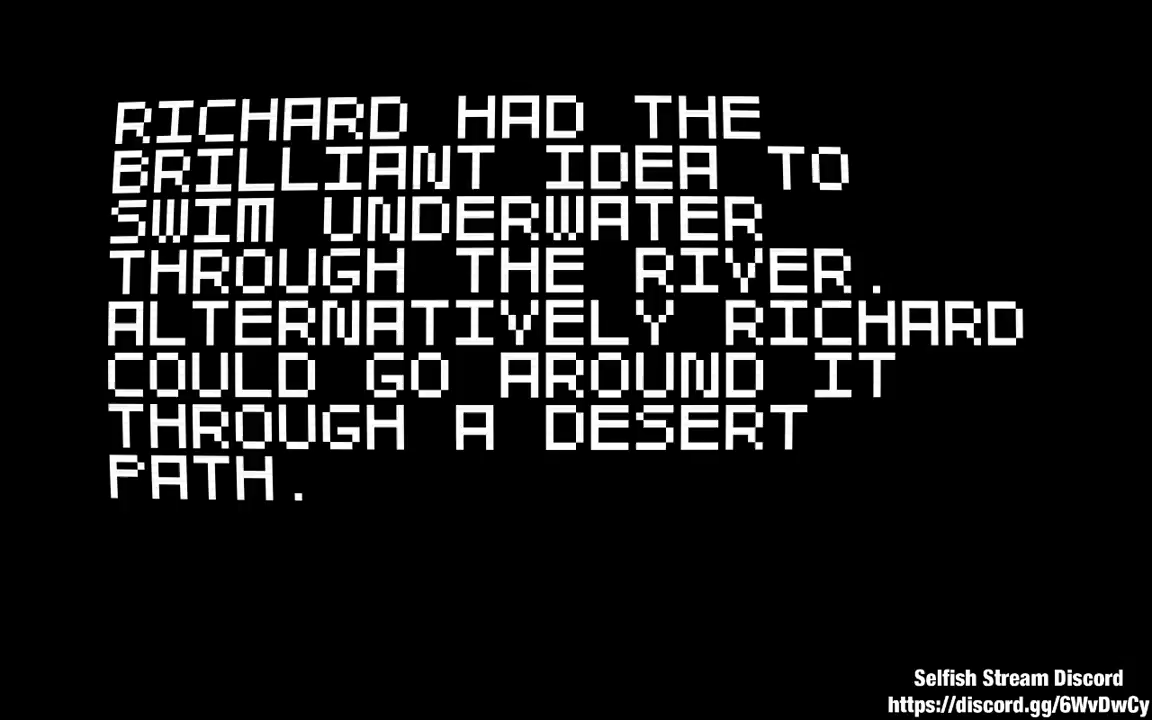 RICHARD HAD THE
BRILLIANT IDEA TO
SWIM UNDERWATER
THROUGH THE RIVER.
ALTERNATIVELY RICHARD
COULD GO AROUND IT
THROUGH A DESERT
PATH.
Selfish Stream Discord
https://discord.gg/6WvDwCy